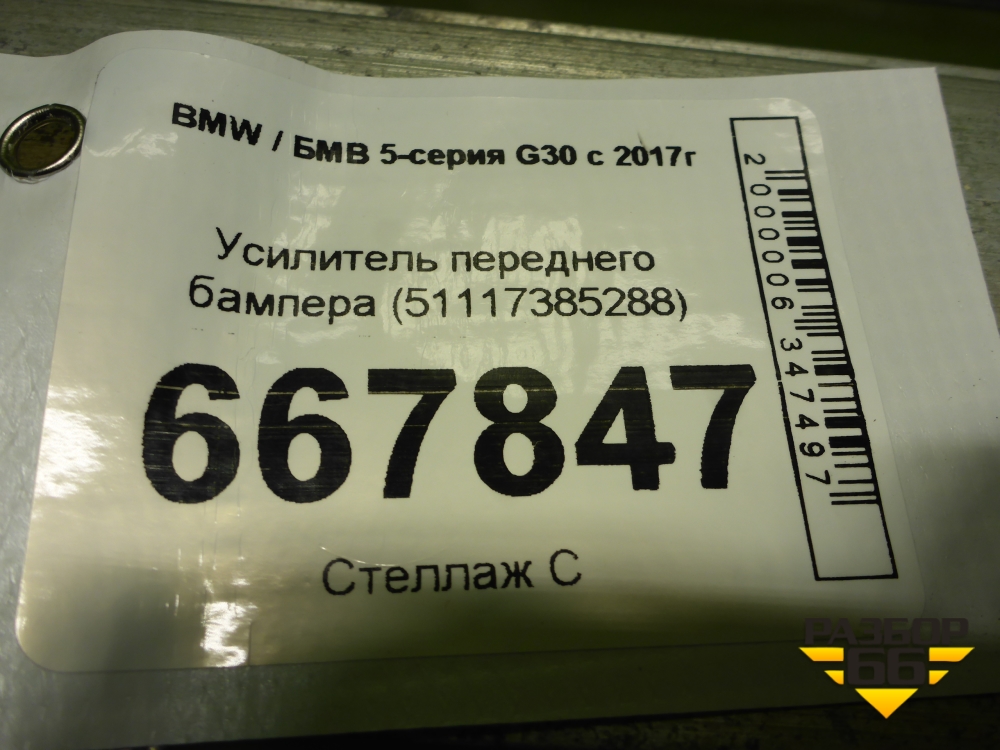 BMW / БМВ 5-серия G30 с 2017г
Усилитель переднего
бампера (51117385288)
667847
Стеллаж С
2000006347497
РАЗБОР
66